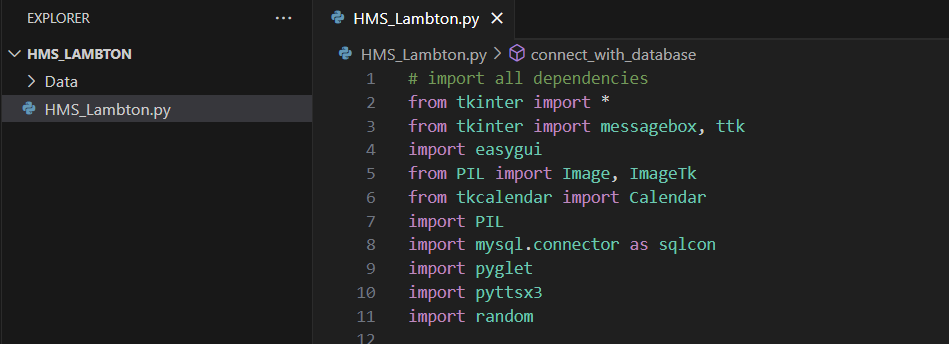 EXPLORER ...
HMS_LAMBTON
Data
HMS_Lambton.py
HMS_Lambton.py
HMS_Lambton.py > connect_with_database
1 # import all dependencies
2 from tkinter import *
3 from tkinter import messagebox, ttk
4 import easygui
5 from PIL import Image, ImageTk
6 from tkcalendar import Calendar
7 import PIL
8 import mysql.connector as sqlcon
9 import pyglet
10 import pyttsx3
11 import random
12